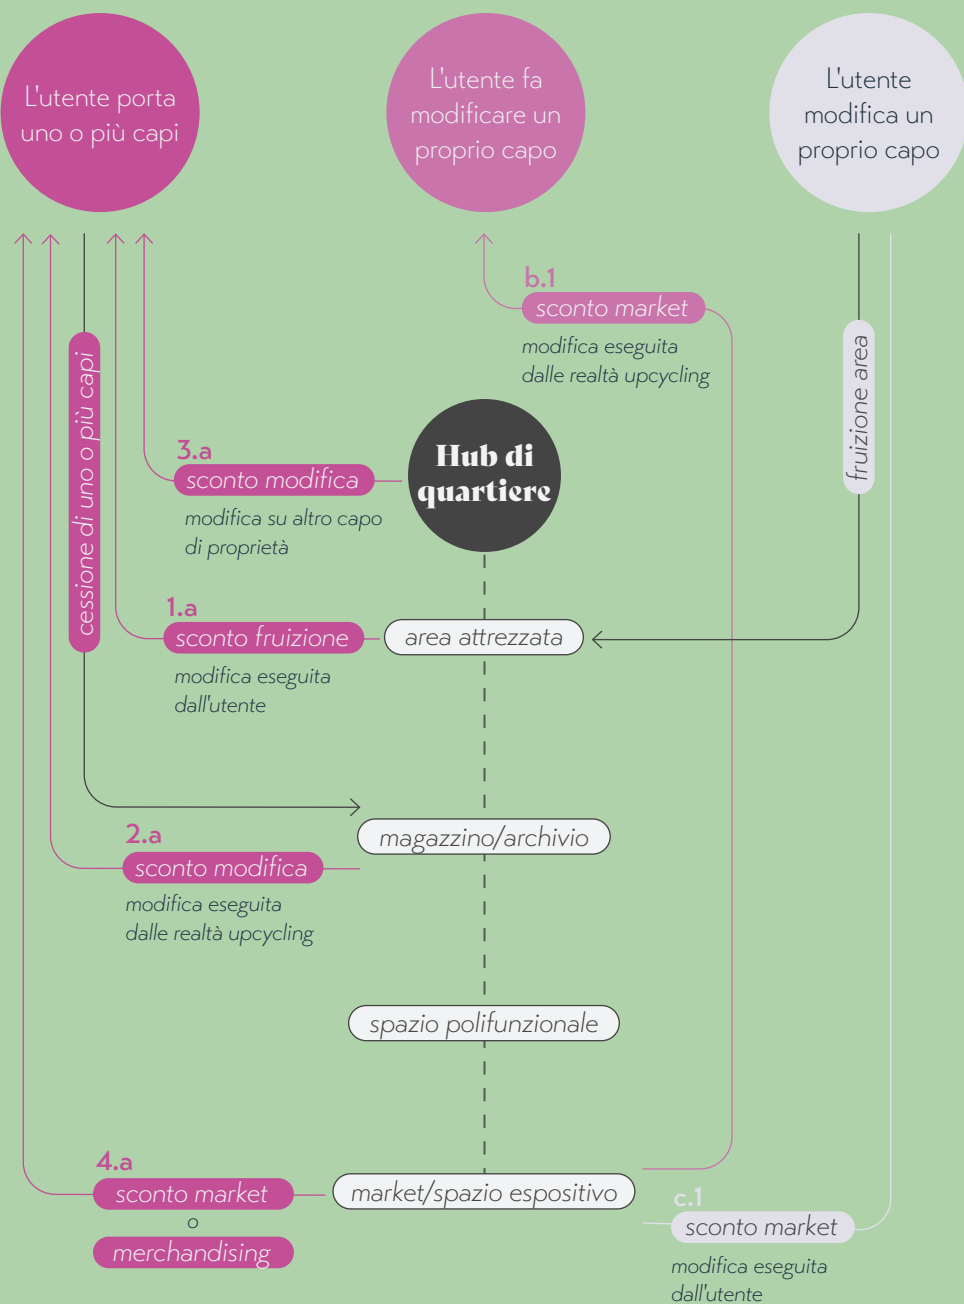 L'utente porta
uno o più capi
L'utente fa
modificare un
proprio capo
L'utente
modifica un
proprio capo
b.1
sconto market
modifica eseguita
dalle realtà upcycling
cessione di uno o più capi
fruizione area
Hub di
quartiere
3.a
sconto modifica
modifica su altro capo
di proprietà
1.a
sconto fruizione
modifica eseguita
dall'utente
area attrezzata
magazzino/archivio
2.a
sconto modifica
modifica eseguita
dalle realtà upcycling
spazio polifunzionale
4.a
sconto market
o
merchandising
market/spazio espositivo
c.1
sconto market
modifica eseguita
dall'utente